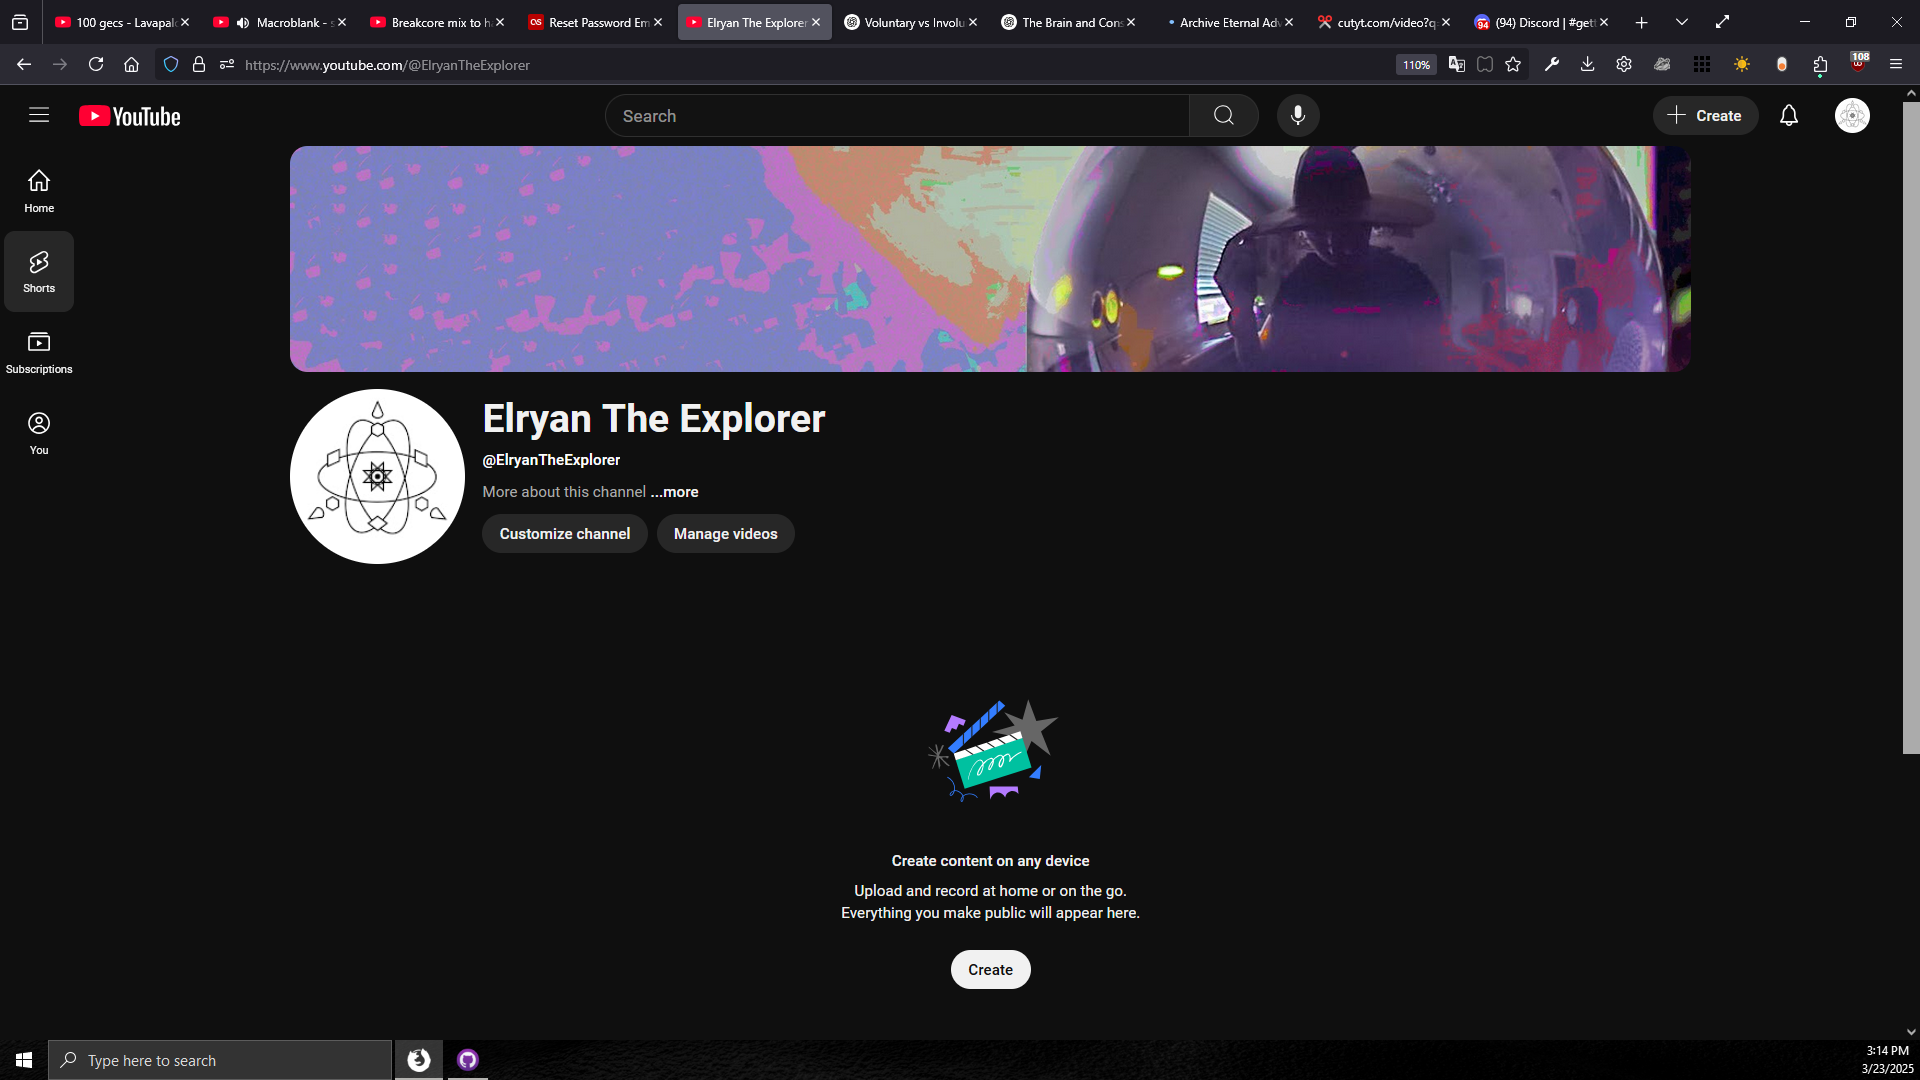 100 gecs - Lavapal
Macroblank - s
Breakcore mix to h
Reset Password Em
Elryan The Explorer
Voluntary vs Involu
The Brain and Cons
Archive Eternal Adv
cutyt.com/video?q=
(94) Discord | #gett
https://www.youtube.com/@ElryanTheExplorer
110%
108
YouTube
Search
Create
Home
Shorts
Subscriptions
You
Elryan The Explorer
@ElryanTheExplorer
More about this channel ...more
Customize channel
Manage videos
Create content on any device
Upload and record at home or on the go.
Everything you make public will appear here.
Create
Type here to search
3:14 PM
3/23/2025